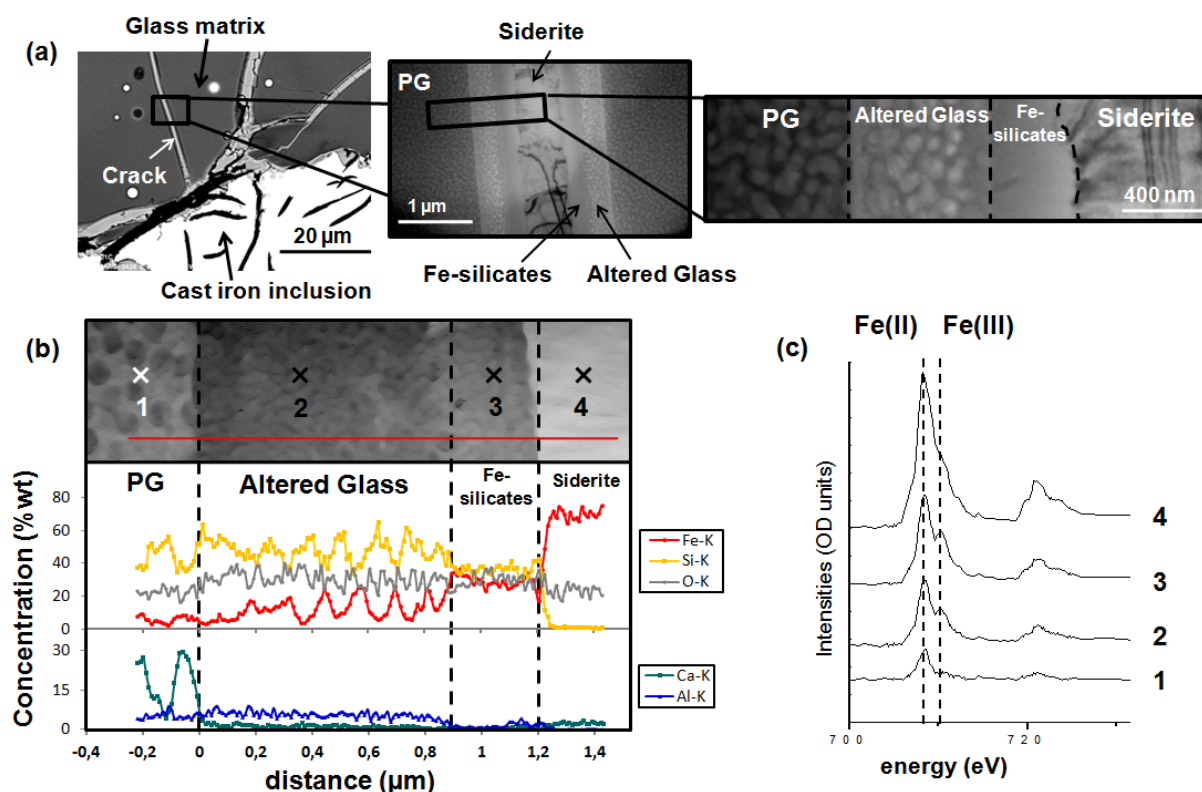 (a)
Glass matrix
Crack
20 µm
Cast iron inclusion
Siderite
PG
1 µm
Fe-silicates
Altered Glass
PG
Altered Glass
Fe-
silicates
Siderite
400 nm
(b)
1
2
3
4
PG
Altered Glass
Fe-
silicates
Siderite
Concentration (% wt)
80
60
40
20
0
30
15
0
-0,4
-0,2
0
0,2
0,4
0,6
0,8
1
1,2
1,4
distance (µm)
Fe-K
Si-K
O-K
Ca-K
Al-K
(c)
Fe(II)
Fe(III)
Intensities (OD units)
4
3
2
1
700
720
energy (eV)